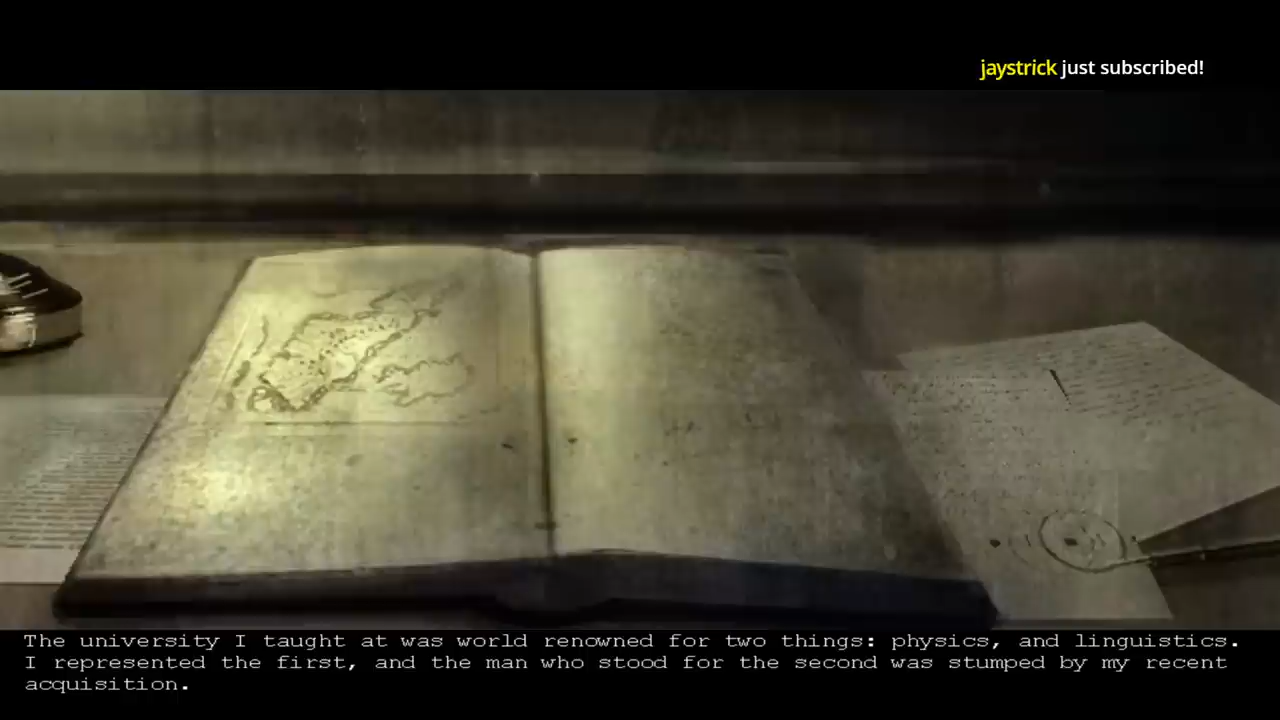 jaystrick just subscribed!
The university I taught at was world renowned for two things: physics, and linguistics.
I represented the first, and the man who stood for the second was stumped by my recent
acquisition.